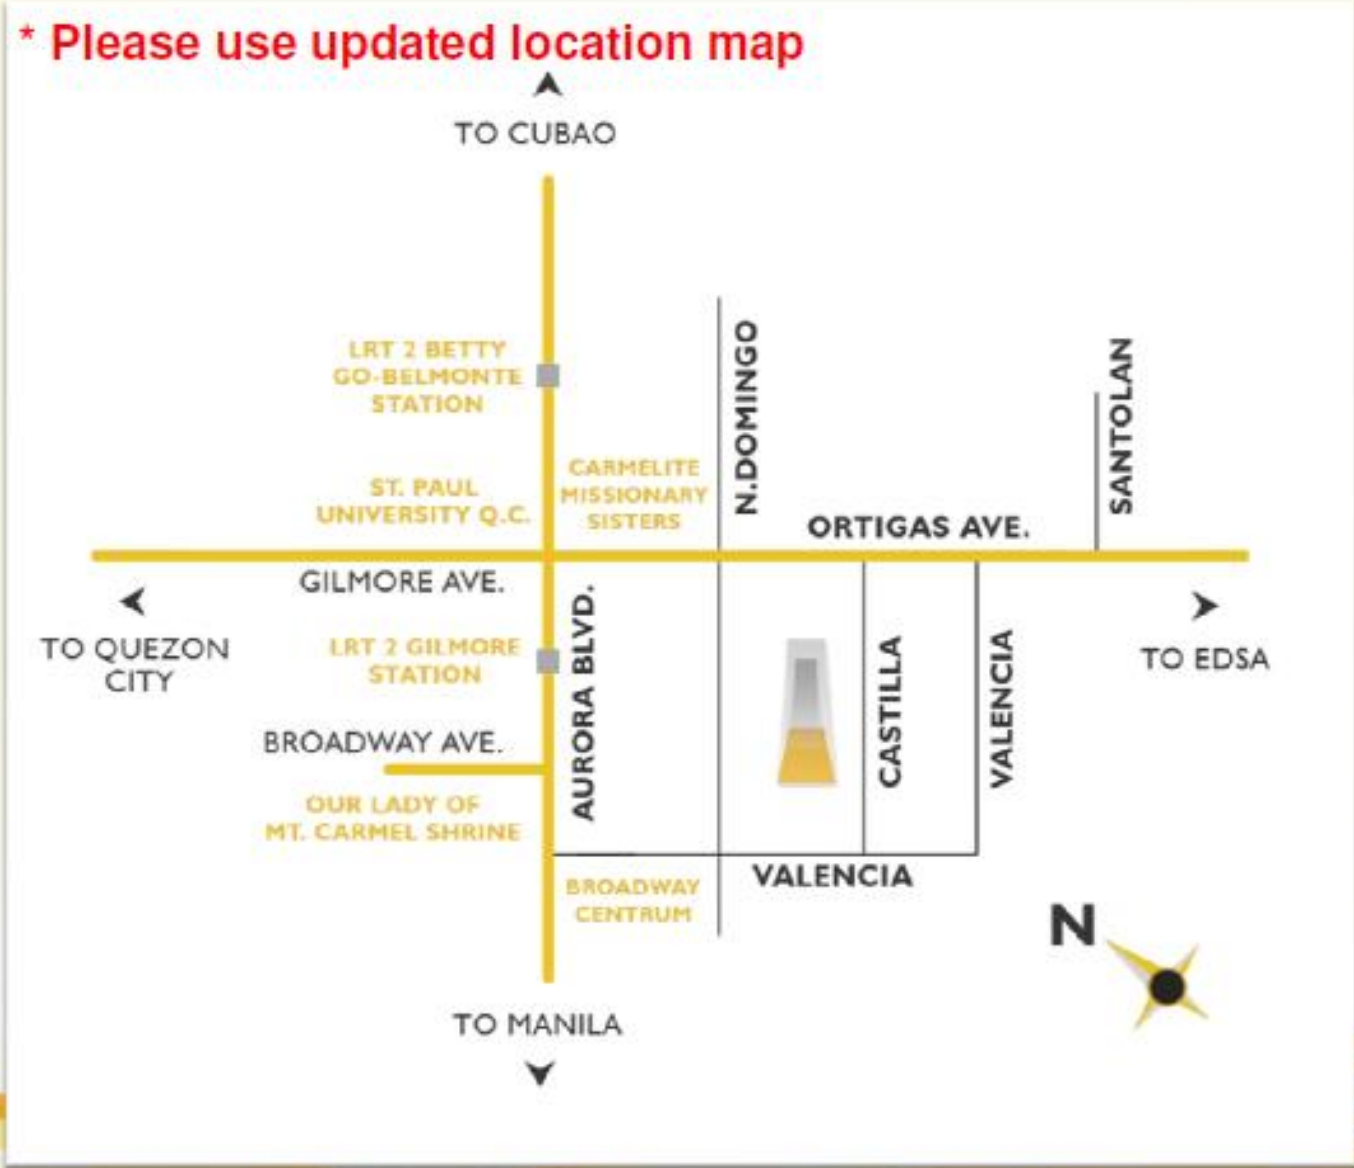 * Please use updated location map
TO CUBAO
LRT 2 BETTY
GO-BELMONTE
STATION
N.DOMINGO
SANTOLAN
CARMELITE
MISSIONARY
SISTERS
ST. PAUL
UNIVERSITY Q.C.
ORTIGAS AVE.
GILMORE AVE.
TO QUEZON
CITY
LRT 2 GILMORE
STATION
AURORA BLVD.
CASTILLA
VALENCIA
TO EDSA
BROADWAY AVE.
OUR LADY OF
MT. CARMEL SHRINE
VALENCIA
BROADWAY
CENTRUM
N
TO MANILA